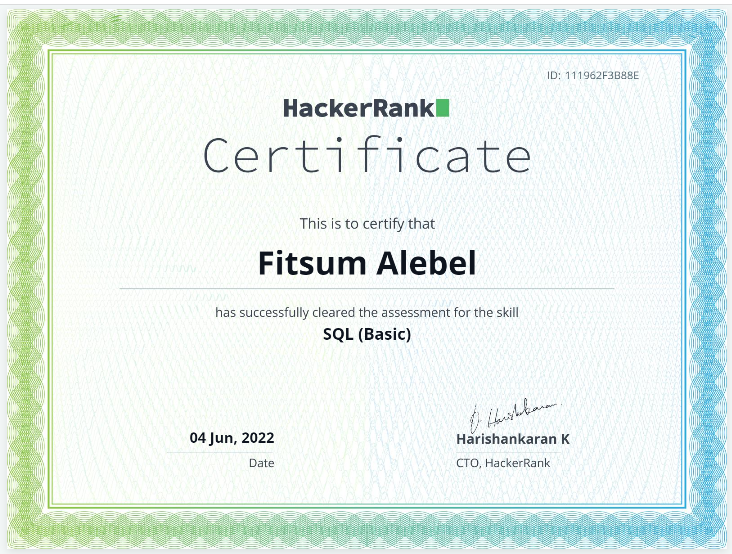 ID: 111962F3B88E
HackerRank
Certificate
This is to certify that
Fitsum Alebel
has successfully cleared the assessment for the skill
SQL (Basic)
04 Jun, 2022
Date
Harishankaran K
CTO, HackerRank